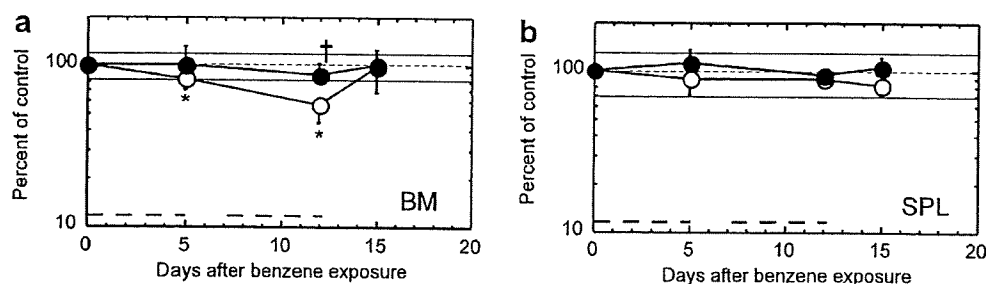 a
Percent of control
100
10
*
*
†
BM
0 5 10 15 20
Days after benzene exposure
b
Percent of control
100
10
SPL
0 5 10 15 20
Days after benzene exposure